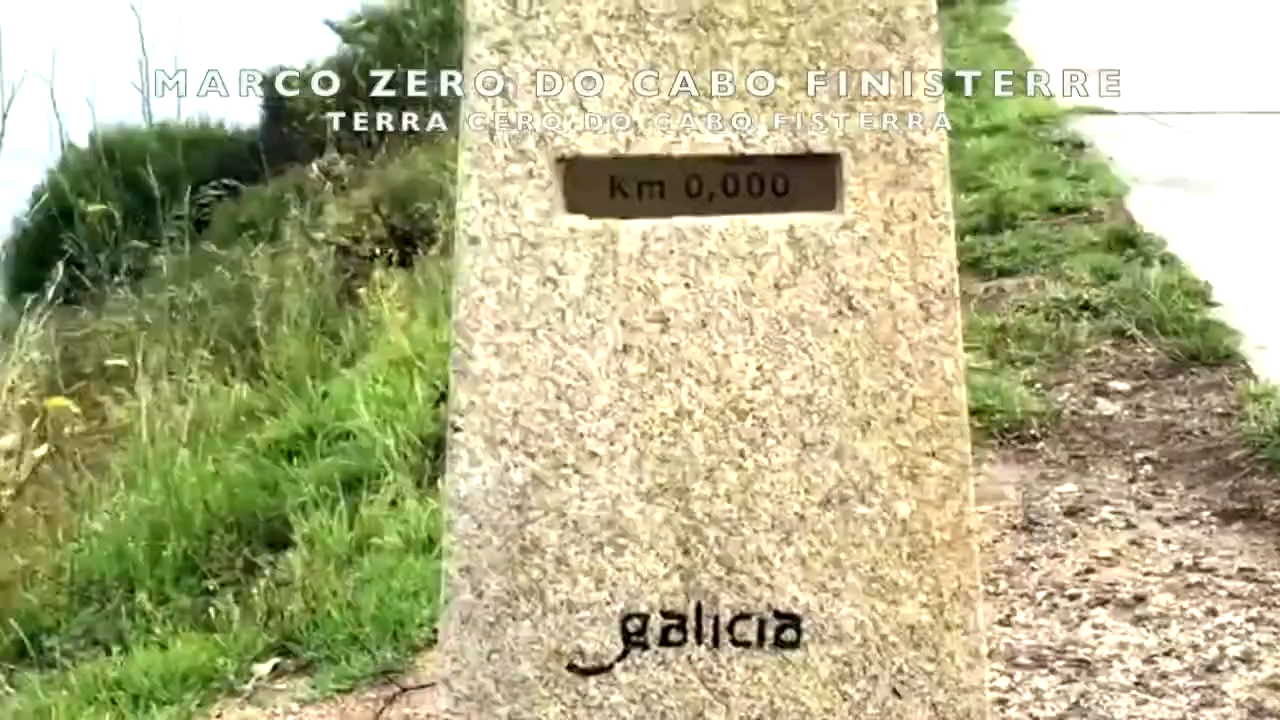 MARCO ZERO DO CABO FINISTERRE
TERRA CERO DO CABO FISTERRA
Km 0,000
galicia